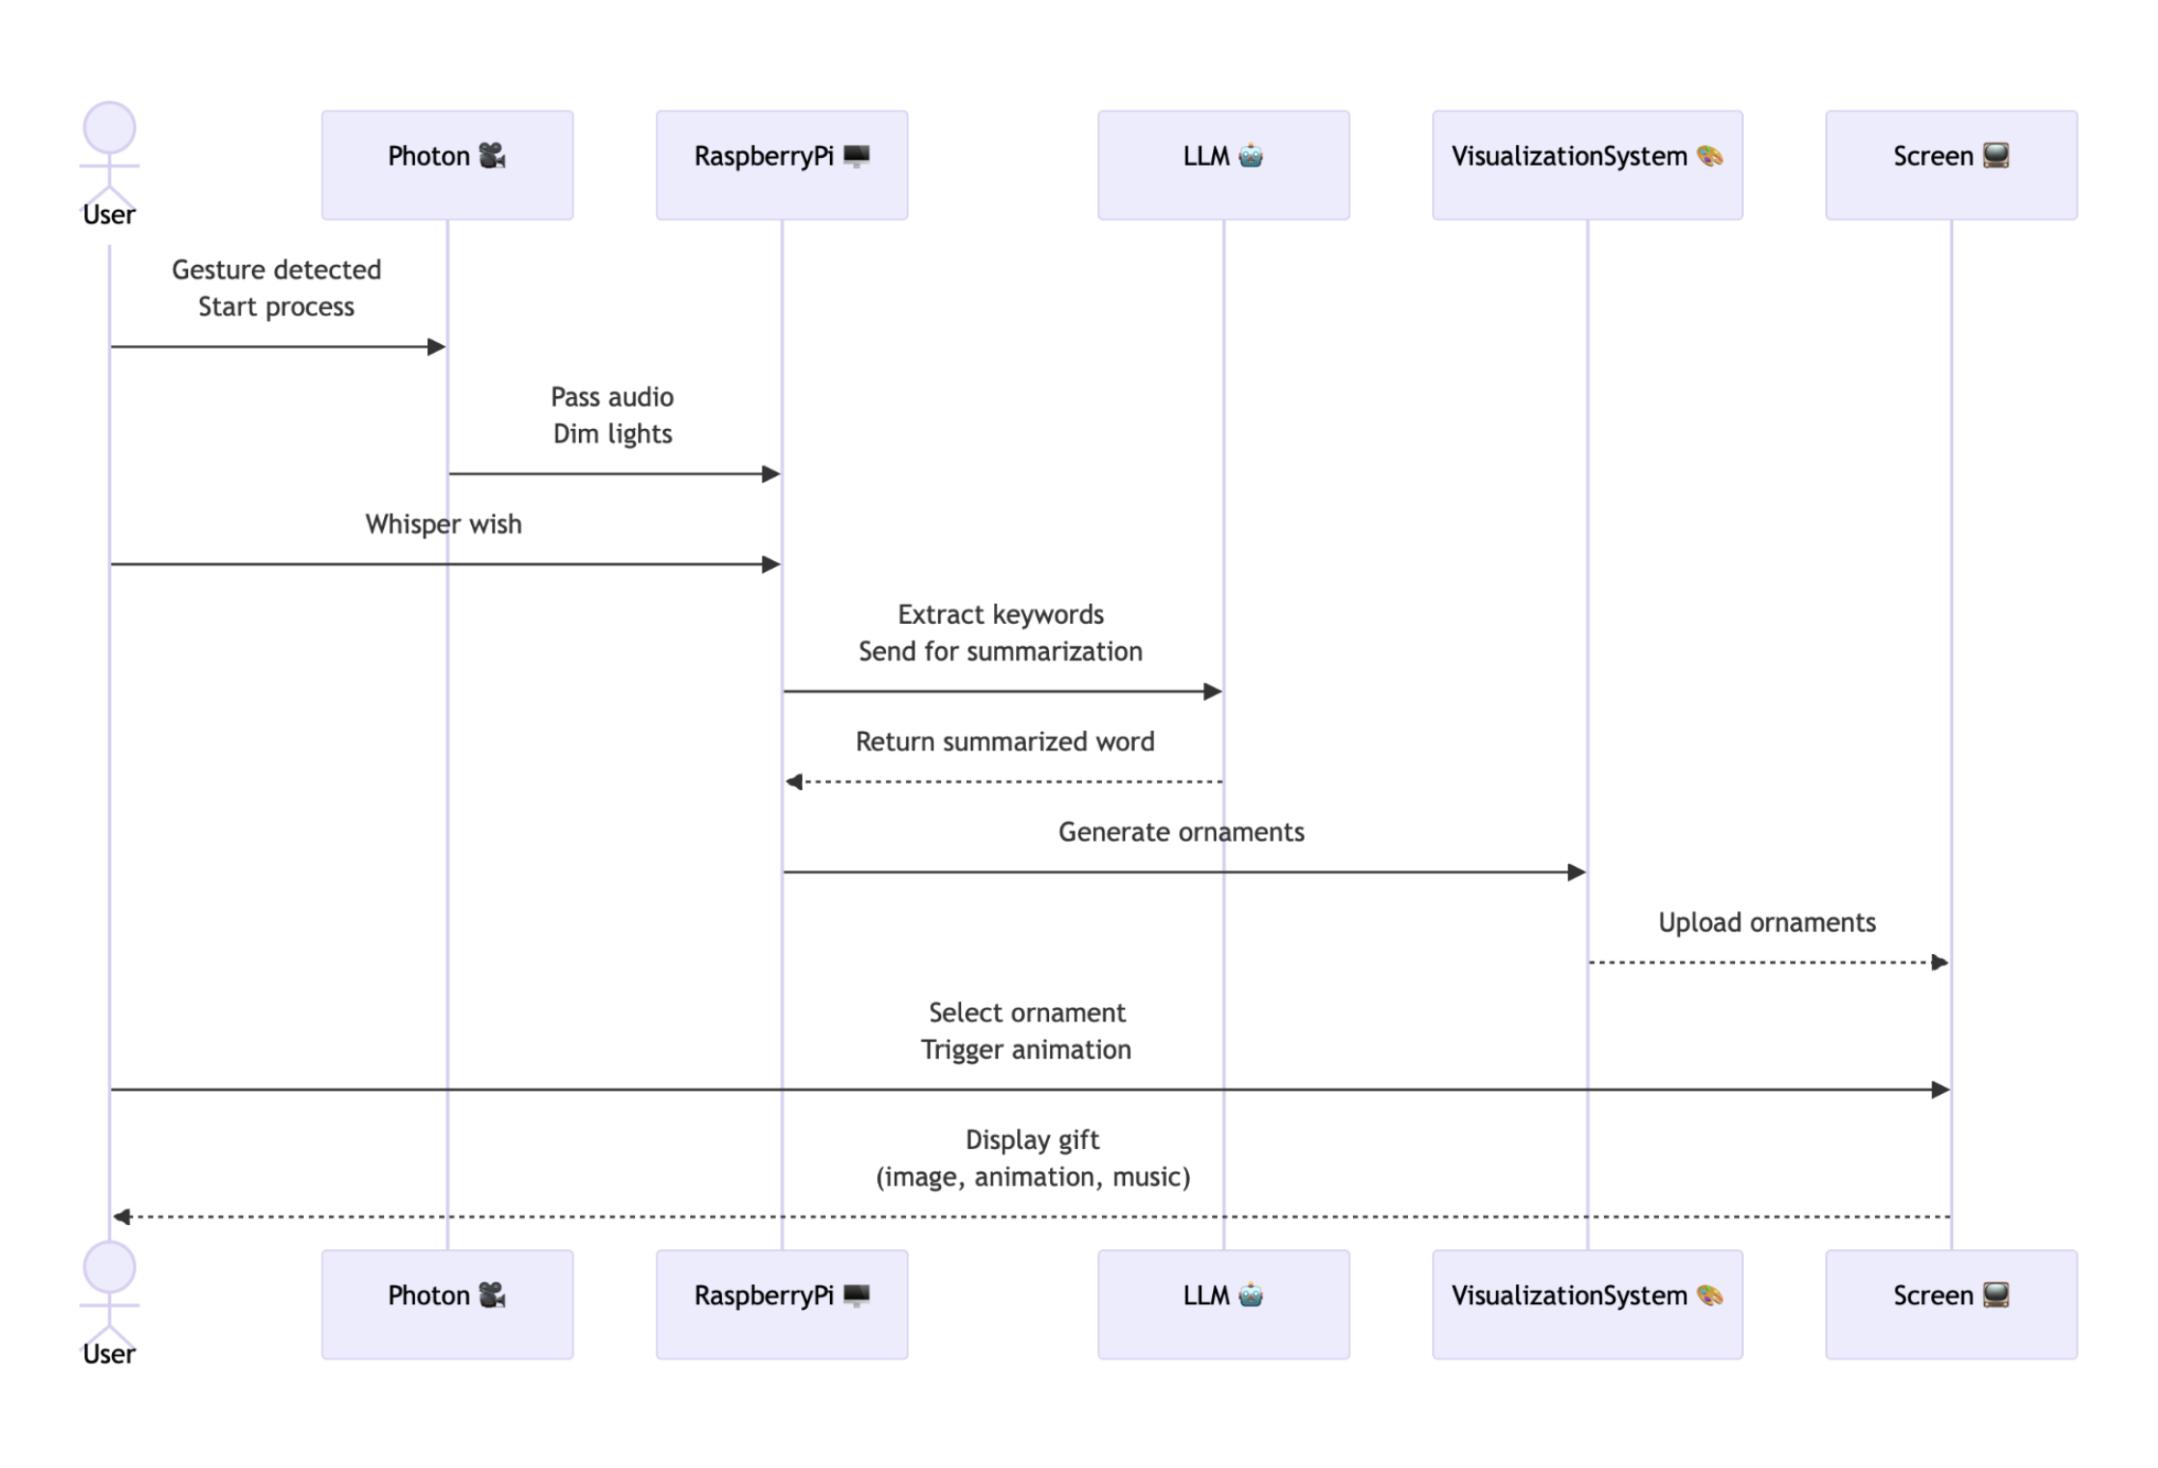 User
Photon 🎥
RaspberryPi 🖥️
LLM 🤖
VisualizationSystem 🎨
Screen 📺
Gesture detected
Start process
Pass audio
Dim lights
Whisper wish
Extract keywords
Send for summarization
Return summarized word
Generate ornaments
Upload ornaments
Select ornament
Trigger animation
Display gift
(image, animation, music)
User
Photon 🎥
RaspberryPi 🖥️
LLM 🤖
VisualizationSystem 🎨
Screen 📺